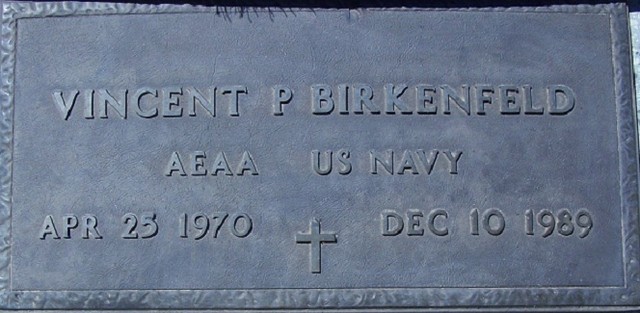 VINCENT P BIRKENFELD
AEAA US NAVY
APR 25 1970 DEC 10 1989